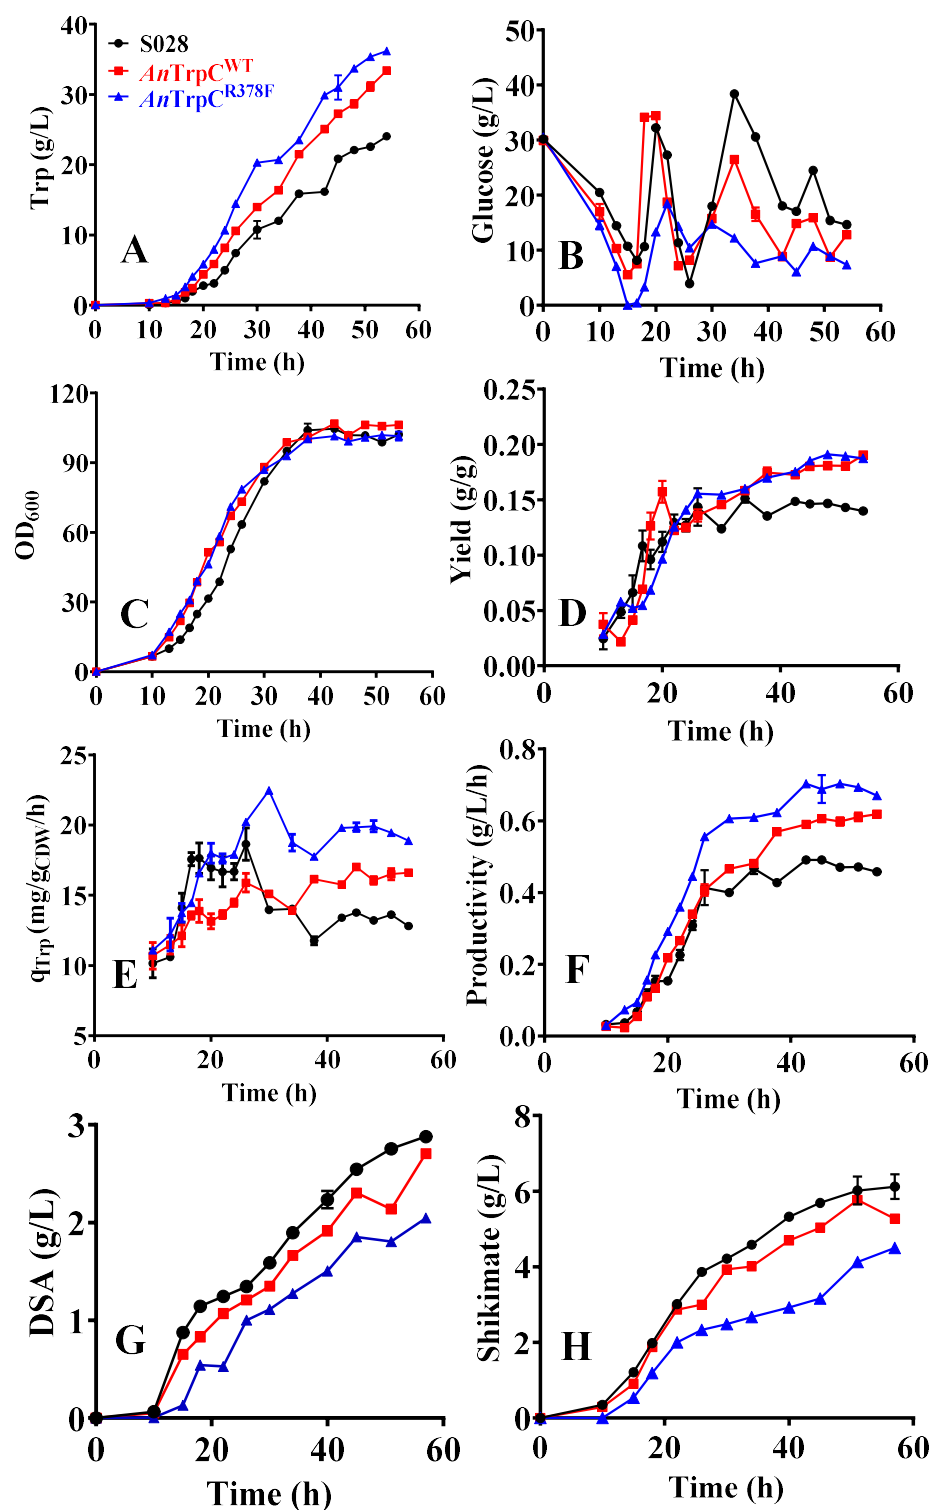 S028
AnTrpC^WT
AnTrpC^R378F
40
30
20
10
0
Trp (g/L)
A
0 10 20 30 40 50 60
Time (h)
50
40
30
20
10
0
Glucose (g/L)
B
0 10 20 30 40 50 60
Time (h)
120
90
60
30
0
OD₆₀₀
C
0 10 20 30 40 50 60
Time (h)
0.25
0.20
0.15
0.10
0.05
0.00
Yield (g/g)
D
0 20 40 60
Time (h)
25
20
15
10
5
q_Trp (mg/g_CDW/h)
E
0 20 40 60
Time (h)
0.8
0.6
0.4
0.2
0.0
Productivity (g/L/h)
F
0 20 40 60
Time (h)
3
2
1
0
DSA (g/L)
G
0 20 40 60
Time (h)
8
6
4
2
0
Shikimate (g/L)
H
0 20 40 60
Time (h)